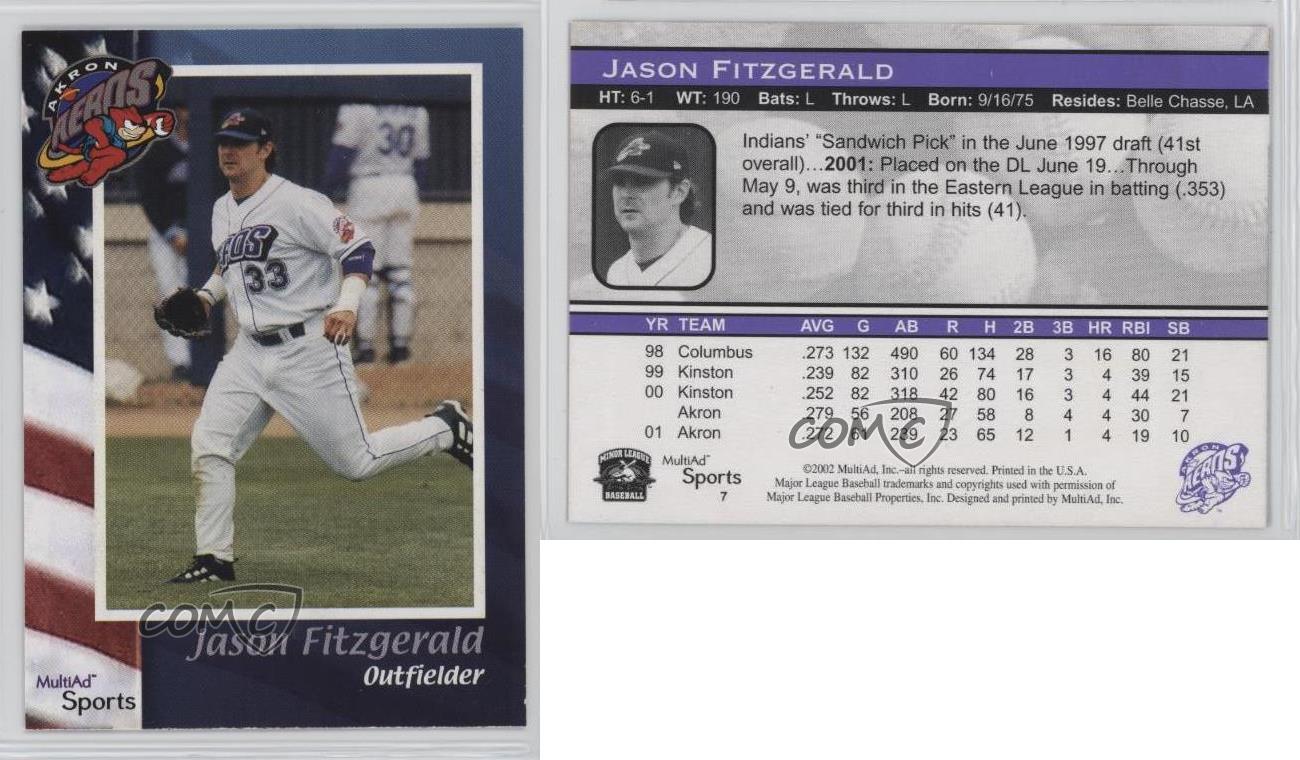 AKRON
AEROS
30
EROS
33
COMC
Jason Fitzgerald
Outfielder
MultiAd™
Sports
JASON FITZGERALD
HT: 6-1 WT: 190 Bats: L Throws: L Born: 9/16/75 Resides: Belle Chasse, LA
Indians' "Sandwich Pick" in the June 1997 draft (41st
overall)...2001: Placed on the DL June 19...Through
May 9, was third in the Eastern League in batting (.353)
and was tied for third in hits (41).
YR TEAM AVG G AB R H 2B 3B HR RBI SB
98 Columbus .273 132 490 60 134 28 3 16 80 21
99 Kinston .239 82 310 26 74 17 3 4 39 15
00 Kinston .252 82 318 42 80 16 3 4 44 21
Akron .279 56 208 27 58 8 4 4 30 7
01 Akron .272 61 239 23 65 12 1 4 19 10
COMC
MINOR LEAGUE
BASEBALL
MultiAd™
Sports
7
©2002 MultiAd, Inc.–all rights reserved. Printed in the U.S.A.
Major League Baseball trademarks and copyrights used with permission of
Major League Baseball Properties, Inc. Designed and printed by MultiAd, Inc.
AKRON
AEROS